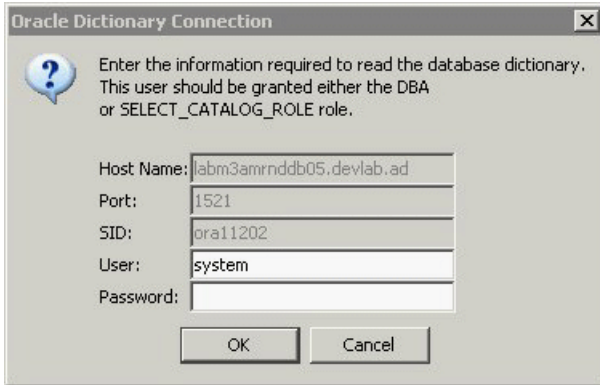 Oracle Dictionary Connection
Enter the information required to read the database dictionary.
This user should be granted either the DBA
or SELECT_CATALOG_ROLE role.
Host Name: labm3amrnddb05.devlab.ad
Port: 1521
SID: ora11202
User: system
Password:
OK Cancel